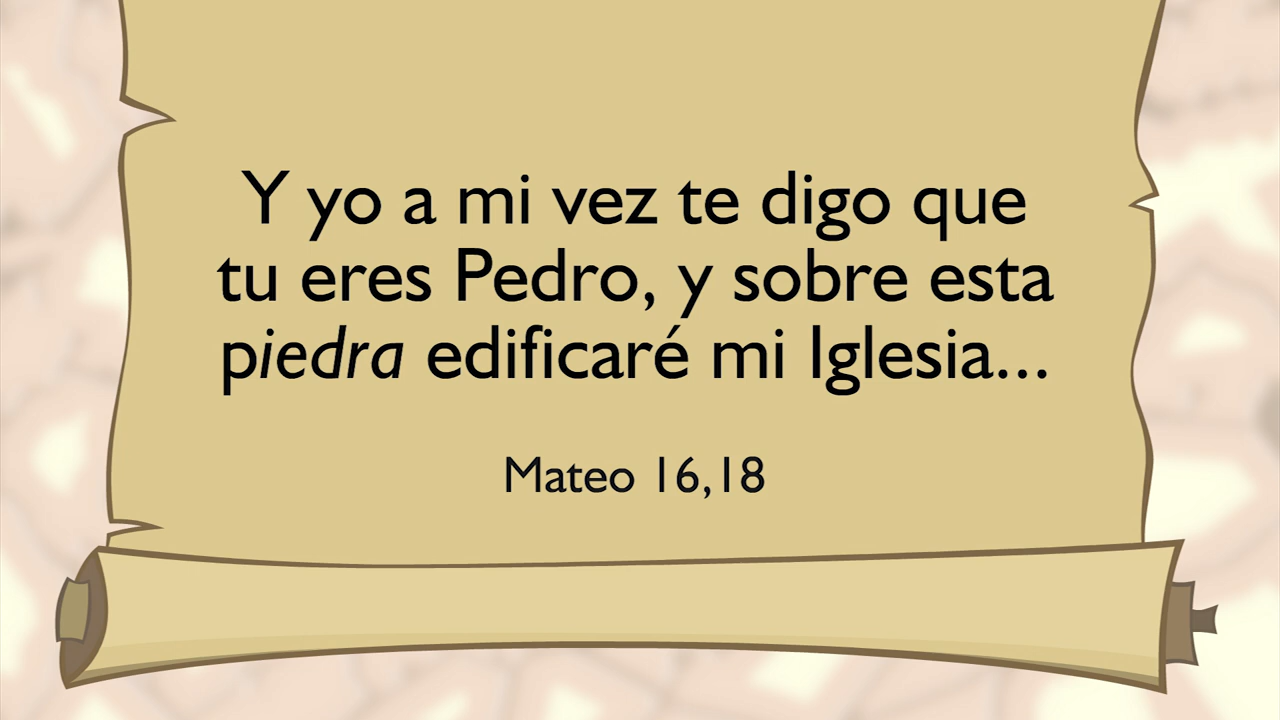 Y yo a mi vez te digo que
tu eres Pedro, y sobre esta
piedra edificaré mi Iglesia...
Mateo 16,18